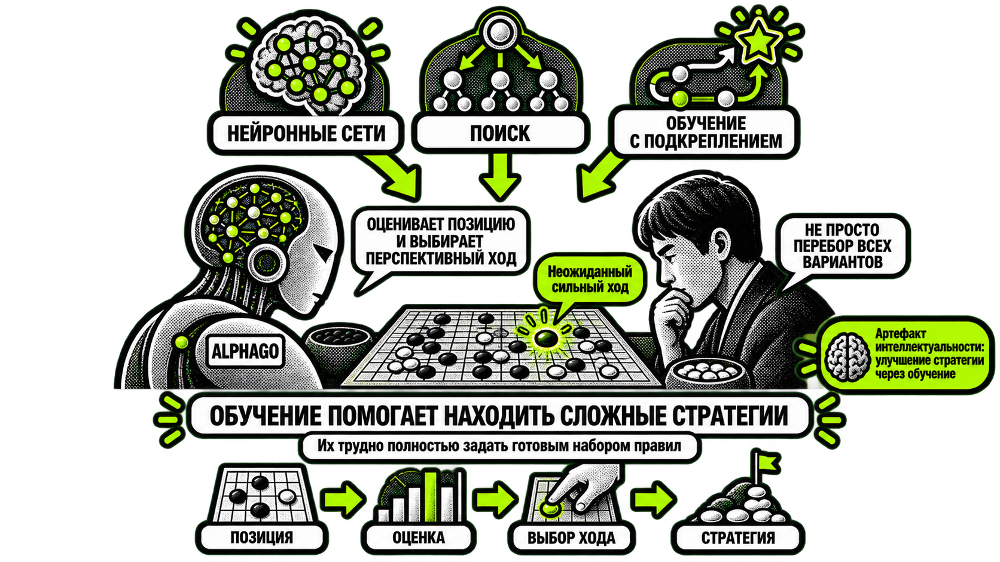 НЕЙРОННЫЕ СЕТИ
ПОИСК
ОБУЧЕНИЕ
С ПОДКРЕПЛЕНИЕМ
ОЦЕНИВАЕТ ПОЗИЦИЮ
И ВЫБИРАЕТ
ПЕРСПЕКТИВНЫЙ ХОД
Неожиданный
сильный ход
НЕ ПРОСТО
ПЕРЕБОР ВСЕХ
ВАРИАНТОВ
ALPHAGO
Артефакт
интеллектуальности:
улучшение стратегии
через обучение
ОБУЧЕНИЕ ПОМОГАЕТ НАХОДИТЬ СЛОЖНЫЕ СТРАТЕГИИ
Их трудно полностью задать готовым набором правил
ПОЗИЦИЯ
ОЦЕНКА
ВЫБОР ХОДА
СТРАТЕГИЯ